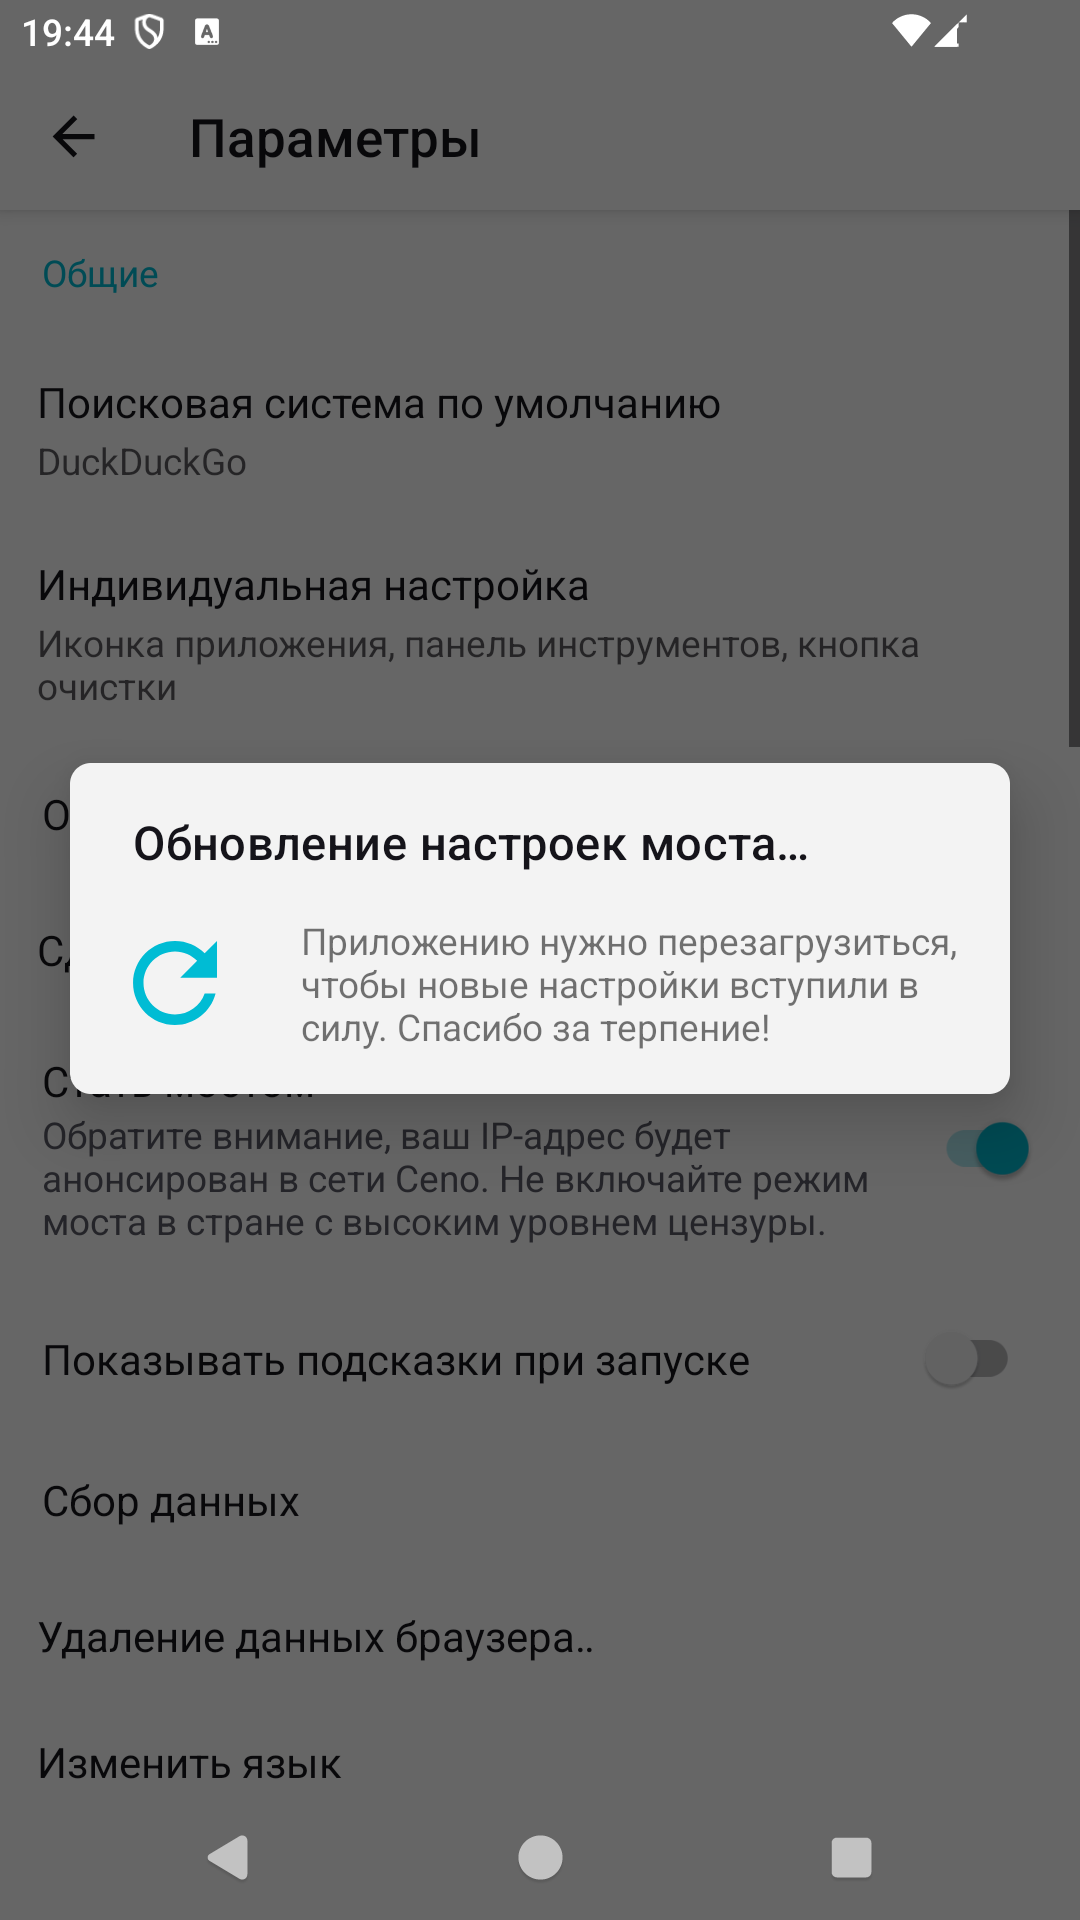 19:44
Параметры
Общие
Поисковая система по умолчанию
DuckDuckGo
Индивидуальная настройка
Иконка приложения, панель инструментов, кнопка
очистки
Обновление настроек моста...
Приложению нужно перезагрузиться,
чтобы новые настройки вступили в
силу. Спасибо за терпение!
Стать мостом
Обратите внимание, ваш IP-адрес будет
анонсирован в сети Ceno. Не включайте режим
моста в стране с высоким уровнем цензуры.
Показывать подсказки при запуске
Сбор данных
Удаление данных браузера..
Изменить язык